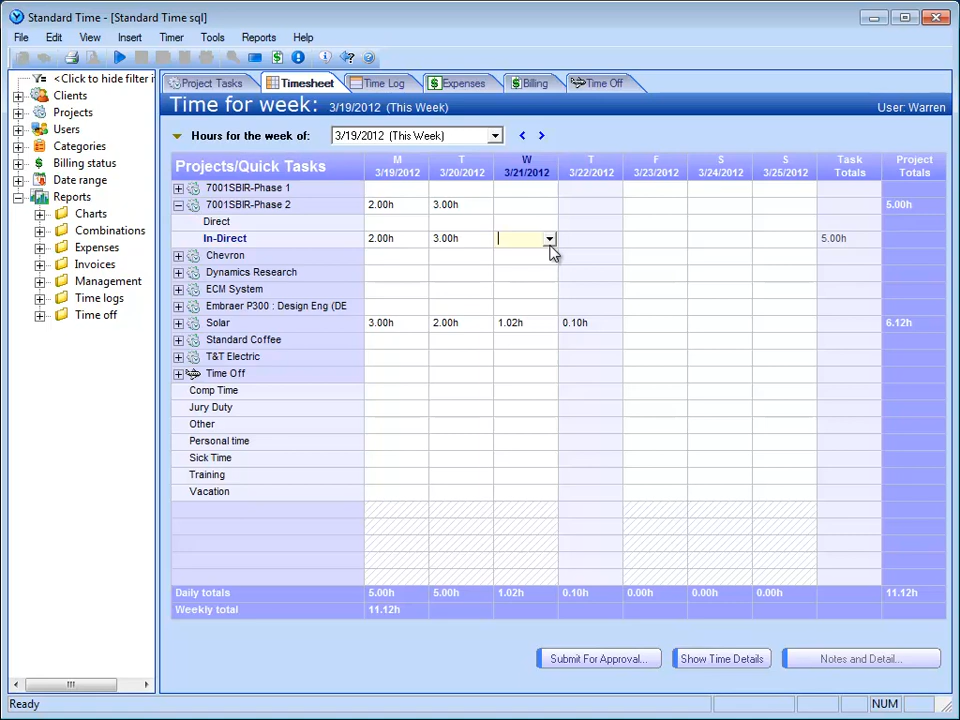 Standard Time - [Standard Time sql]
File Edit View Insert Timer Tools Reports Help
<Click to hide filter i
Clients
Projects
Users
Categories
Billing status
Date range
Reports
Charts
Combinations
Expenses
Invoices
Management
Time logs
Time off
Project Tasks Timesheet Time Log Expenses Billing Time Off
Time for week: 3/19/2012 (This Week) User: Warren
Hours for the week of: 3/19/2012 (This Week) < >
Projects/Quick Tasks M T W T F S S Task Project
3/19/2012 3/20/2012 3/21/2012 3/22/2012 3/23/2012 3/24/2012 3/25/2012 Totals Totals
7001SBIR-Phase 1
7001SBIR-Phase 2 2.00h 3.00h 5.00h
Direct
In-Direct 2.00h 3.00h 5.00h
Chevron
Dynamics Research
ECM System
Embraer P300 : Design Eng (DE
Solar 3.00h 2.00h 1.02h 0.10h 6.12h
Standard Coffee
T&T Electric
Time Off
Comp Time
Jury Duty
Other
Personal time
Sick Time
Training
Vacation
Daily totals 5.00h 5.00h 1.02h 0.10h 0.00h 0.00h 0.00h 11.12h
Weekly total 11.12h
Submit For Approval... Show Time Details Notes and Detail...
Ready NUM